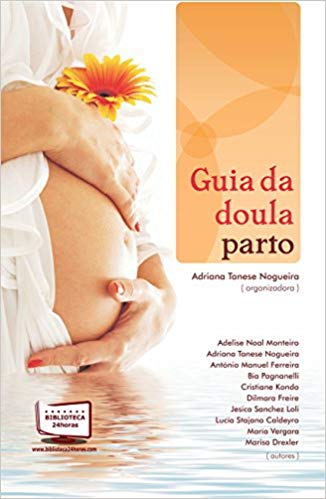 Guia da
doula
parto
Adriana Tanese Nogueira
( organizadora )
Adelise Noal Monteiro
Adriana Tanese Nogueira
António Manuel Ferreira
Bia Pagnanelli
Cristiane Kondo
Dilmara Freire
Jesica Sanchez Loli
Lucia Stajano Caldeyro
Maria Vergara
Marisa Drexler
( autores )
BIBLIOTECA
24horas
www.biblioteca24horas.com